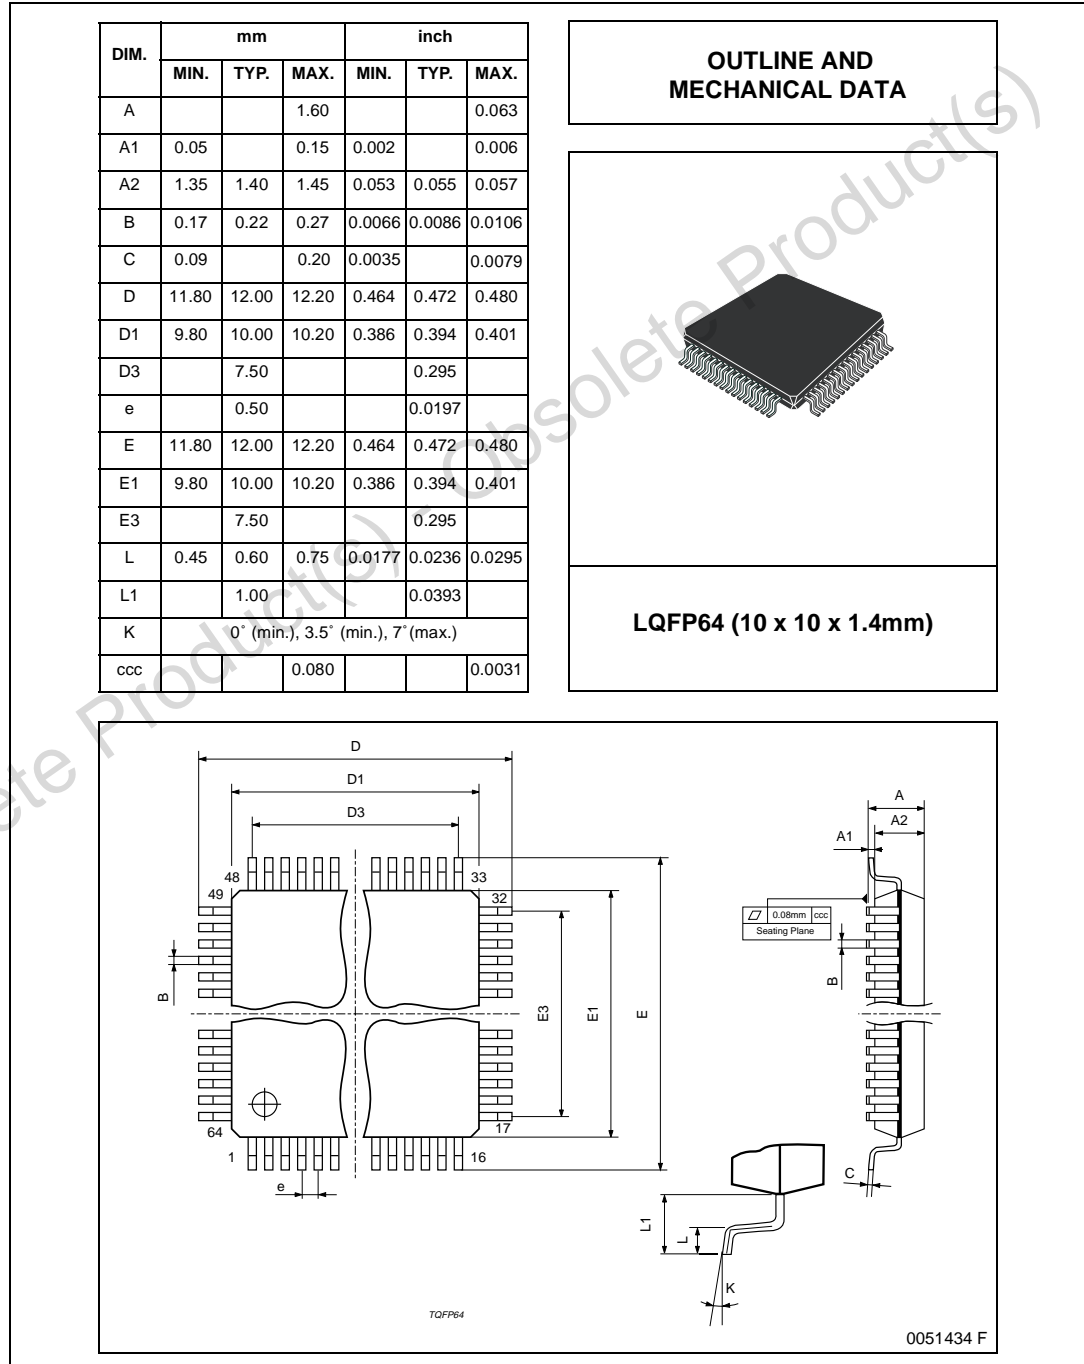 DIM. mm inch
MIN. TYP. MAX. MIN. TYP. MAX.
A 1.60 0.063
A1 0.05 0.15 0.002 0.006
A2 1.35 1.40 1.45 0.053 0.055 0.057
B 0.17 0.22 0.27 0.0066 0.0086 0.0106
C 0.09 0.20 0.0035 0.0079
D 11.80 12.00 12.20 0.464 0.472 0.480
D1 9.80 10.00 10.20 0.386 0.394 0.401
D3 7.50 0.295
e 0.50 0.0197
E 11.80 12.00 12.20 0.464 0.472 0.480
E1 9.80 10.00 10.20 0.386 0.394 0.401
E3 7.50 0.295
L 0.45 0.60 0.75 0.0177 0.0236 0.0295
L1 1.00 0.0393
K 0˚ (min.), 3.5˚ (min.), 7˚(max.)
ccc 0.080 0.0031
OUTLINE AND
MECHANICAL DATA
LQFP64 (10 x 10 x 1.4mm)
D
D1
D3
A
A2
A1
48
33
49
32
0.08mm ccc
Seating Plane
B
E3
E1
E
B
64
17
1
16
e
C
L1
L
K
TQFP64
0051434 F
ete Product(s) - Obsolete Product(s)